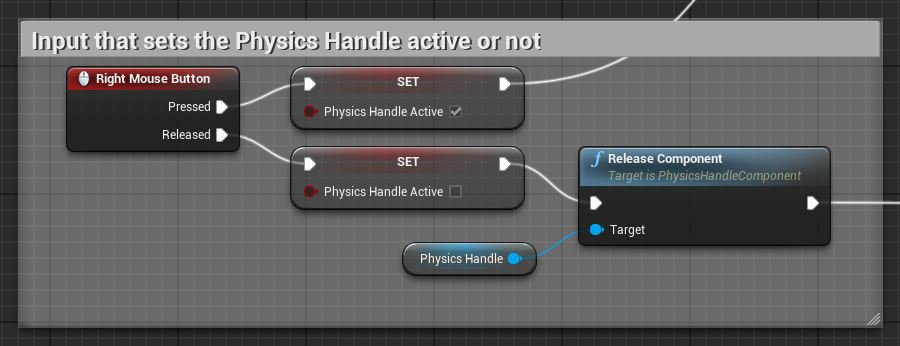 Input that sets the Physics Handle active or not
Right Mouse Button
Pressed
Released
SET
Physics Handle Active
SET
Physics Handle Active
f Release Component
Target is PhysicsHandleComponent
Target
Physics Handle